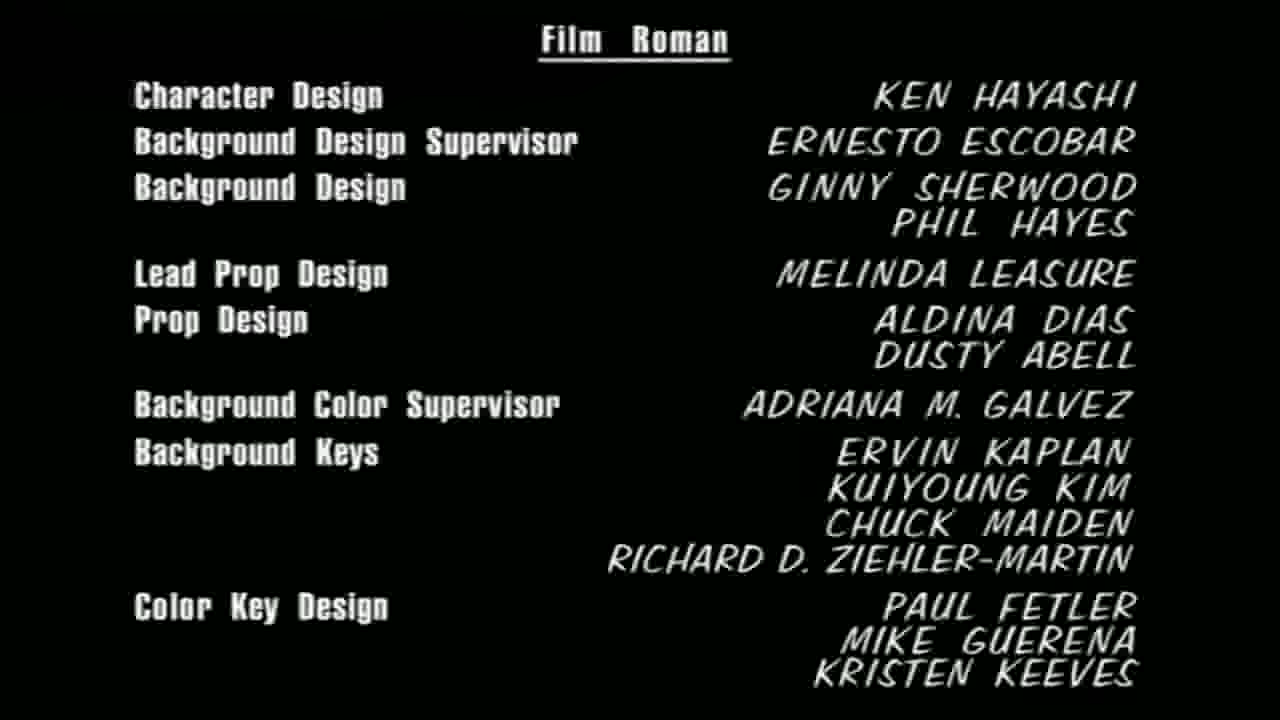 Film Roman
Character Design KEN HAYASHI
Background Design Supervisor ERNESTO ESCOBAR
Background Design GINNY SHERWOOD
PHIL HAYES
Lead Prop Design MELINDA LEASURE
Prop Design ALDINA DIAS
DUSTY ABELL
Background Color Supervisor ADRIANA M. GALVEZ
Background Keys ERVIN KAPLAN
KUIYOUNG KIM
CHUCK MAIDEN
RICHARD D. ZIEHLER-MARTIN
Color Key Design PAUL FETLER
MIKE GUERENA
KRISTEN KEEVES